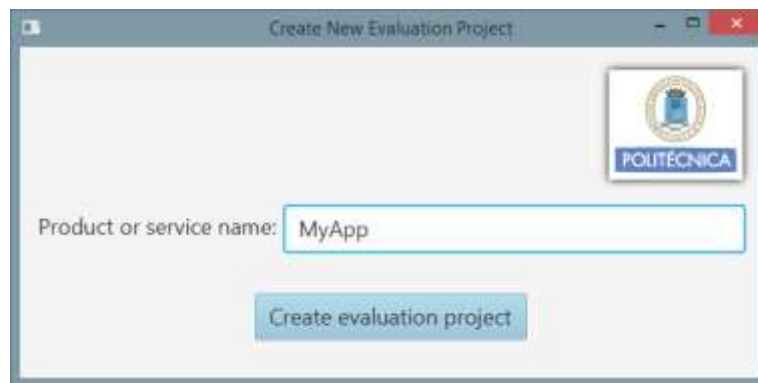 Create New Evaluation Project
POLITÉCNICA
Product or service name: MyApp
Create evaluation project